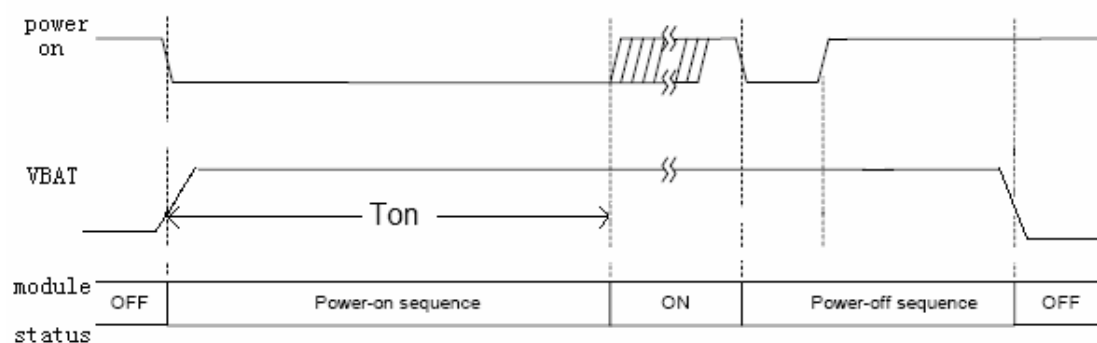 power
on
VBAT
Ton
module
OFF
Power-on sequence
ON
Power-off sequence
OFF
status